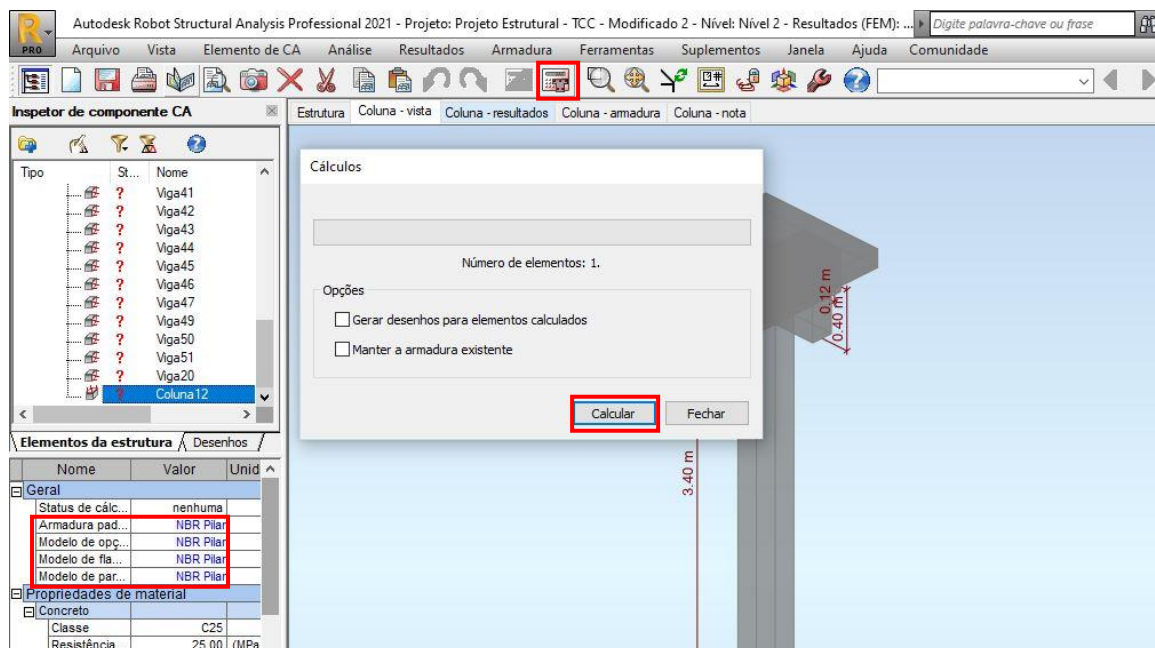 Autodesk Robot Structural Analysis Professional 2021 - Projeto: Projeto Estrutural - TCC - Modificado 2 - Nível: Nível 2 - Resultados (FEM): ...
Digite palavra-chave ou frase
PRO
Arquivo Vista Elemento de CA Análise Resultados Armadura Ferramentas Suplementos Janela Ajuda Comunidade
Inspetor de componente CA
Estrutura Coluna - vista Coluna - resultados Coluna - armadura Coluna - nota
Tipo St... Nome
? Viga41
? Viga42
? Viga43
? Viga44
? Viga45
? Viga46
? Viga47
? Viga49
? Viga50
? Viga51
? Viga20
? Coluna12
Elementos da estrutura Desenhos
Nome Valor Unid
Geral
Status de cálc... nenhuma
Armadura pad... NBR Pilar
Modelo de opç... NBR Pilar
Modelo de fla... NBR Pilar
Modelo de par... NBR Pilar
Propriedades de material
Concreto
Classe C25
Resistência 25.00 (MPa
Cálculos
Número de elementos: 1.
Opções
Gerar desenhos para elementos calculados
Manter a armadura existente
Calcular Fechar
0.12 m
0.40 m
3.40 m